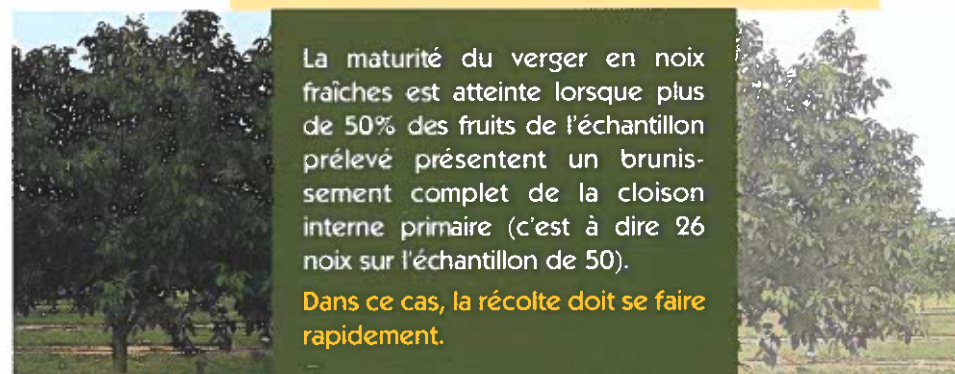 La maturité du verger en noix
fraîches est atteinte lorsque plus
de 50% des fruits de l'échantillon
prélevé présentent un brunis-
sement complet de la cloison
interne primaire (c'est à dire 26
noix sur l'échantillon de 50).
Dans ce cas, la récolte doit se faire
rapidement.